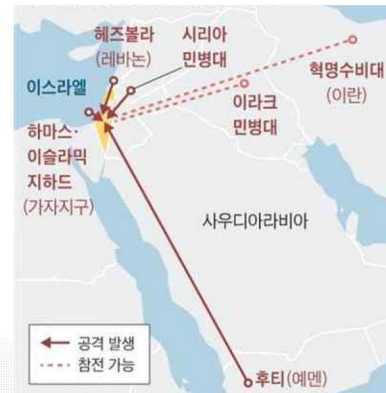 헤즈볼라
(레바논)
시리아
민병대
혁명수비대
(이란)
이스라엘
이라크
민병대
하마스·
이슬라믹
지하드
(가자지구)
사우디아라비아
공격 발생
참전 가능
후티(예멘)